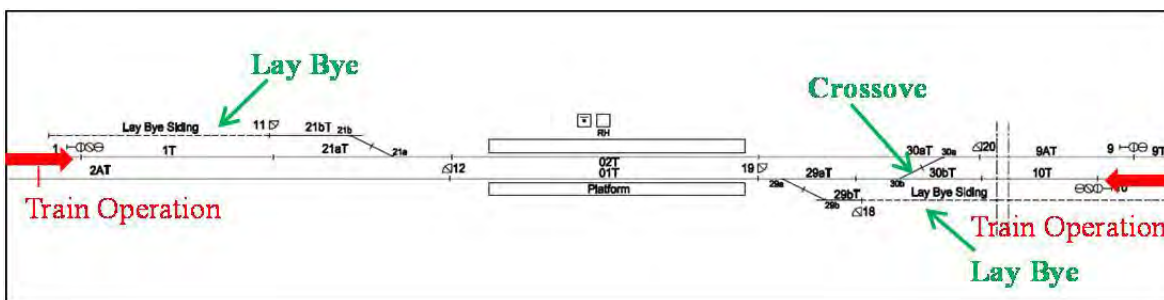 Lay Bye
Crossove
RH
Lay Bye Siding
11
21bT
21b
1
1T
21aT
21a
02T
30aT
30a
20
9AT
9
9T
2AT
12
01T
19
29aT
29a
30b
30bT
10T
10
Platform
29bT
29b
18
Lay Bye Siding
Train Operation
Train Operation
Lay Bye